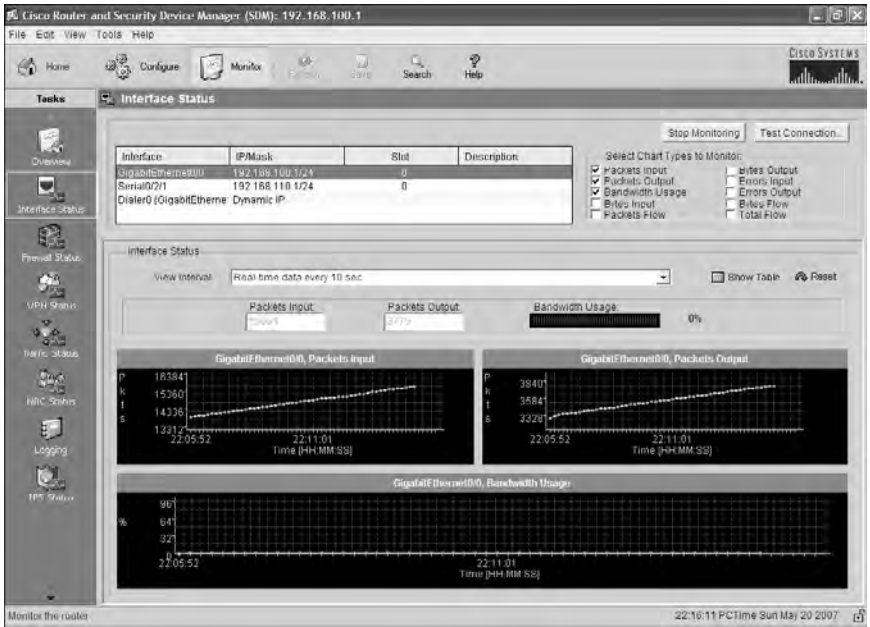 Cisco Router and Security Device Manager (SDM): 192.168.100.1
File Edit View Tools Help
Home Configure Monitor Refresh Save Search Help
CISCO SYSTEMS
Tasks
Interface Status
Overview
Interface Status
Firewall Status
VPN Status
Traffic Status
NAC Status
Logging
IPS Status
Stop Monitoring Test Connection..
Interface IP/Mask Slot Description
GigabitEthernet0/0 192.168.100.1/24 0
Serial0/2/1 192.168.110.1/24 0
Dialer0 (GigabitEtherne Dynamic IP
Select Chart Types to Monitor:
Packets Input Bytes Output
Packets Output Errors Input
Bandwidth Usage Errors Output
Bytes Input Bytes Flow
Packets Flow Total Flow
Interface Status
View Interval: Real-time data every 10 sec
Show Table Reset
Packets Input: Packets Output: Bandwidth Usage:
0%
GigabitEthernet0/0, Packets Input
Pkts
16384
15360
14336
13312
22:05:52 22:11:01
Time [HH:MM:SS]
GigabitEthernet0/0, Packets Output
Pkts
3840
3584
3328
22:05:52 22:11:01
Time [HH:MM:SS]
GigabitEthernet0/0, Bandwidth Usage
%
96
64
32
0
22:05:52 22:11:01
Time [HH:MM:SS]
Monitor the router
22:16:11 PCTime Sun May 20 2007